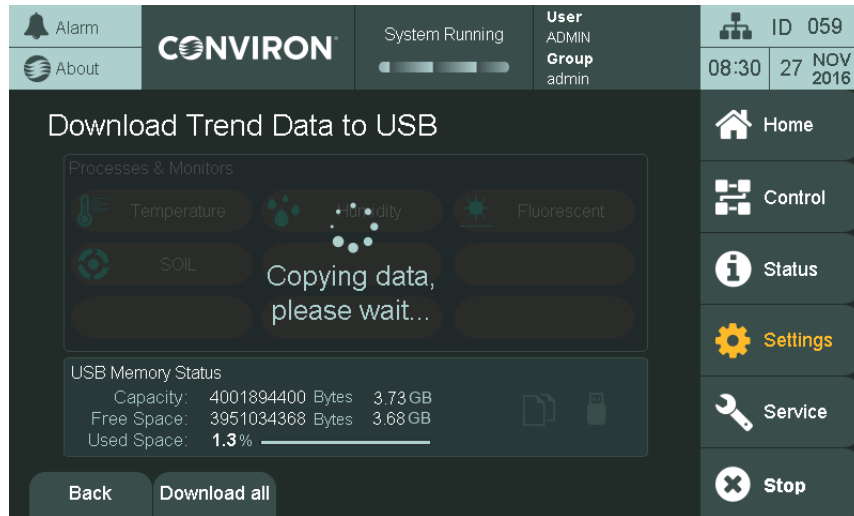 Alarm
About
CONVIRON
System Running
User
ADMIN
Group
admin
ID 059
08:30
27 NOV 2016
Download Trend Data to USB
Processes & Monitors
Temperature
Humidity
Fluorescent
SOIL
Copying data,
please wait...
USB Memory Status
Capacity: 4001894400 Bytes 3.73 GB
Free Space: 3951034368 Bytes 3.68 GB
Used Space: 1.3 %
Back
Download all
Home
Control
Status
Settings
Service
Stop